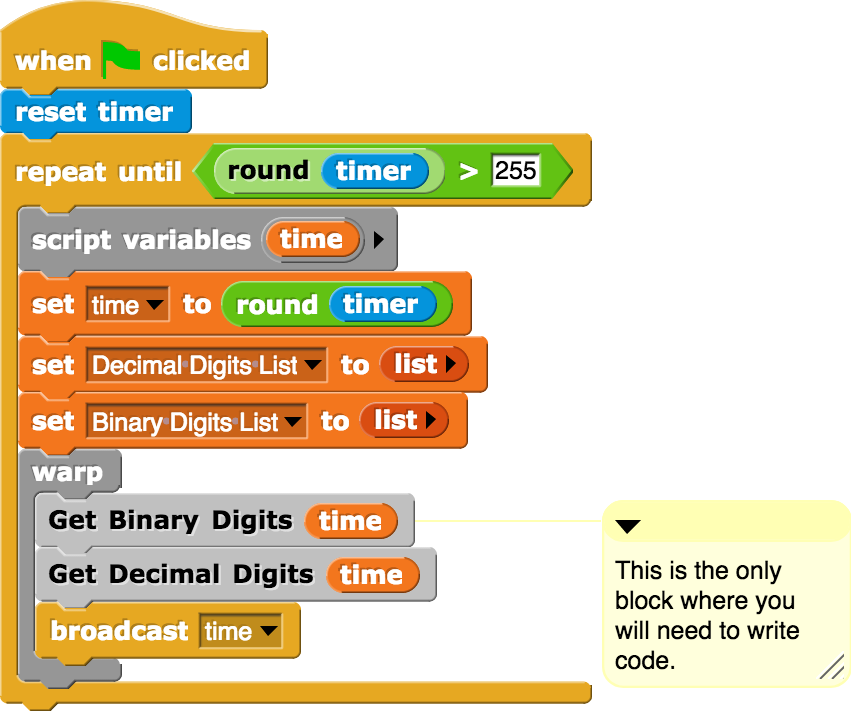 when clicked
reset timer
repeat until round timer > 255
script variables time
set time to round timer
set Decimal Digits List to list
set Binary Digits List to list
warp
Get Binary Digits time
Get Decimal Digits time
broadcast time
This is the only
block where you
will need to write
code.